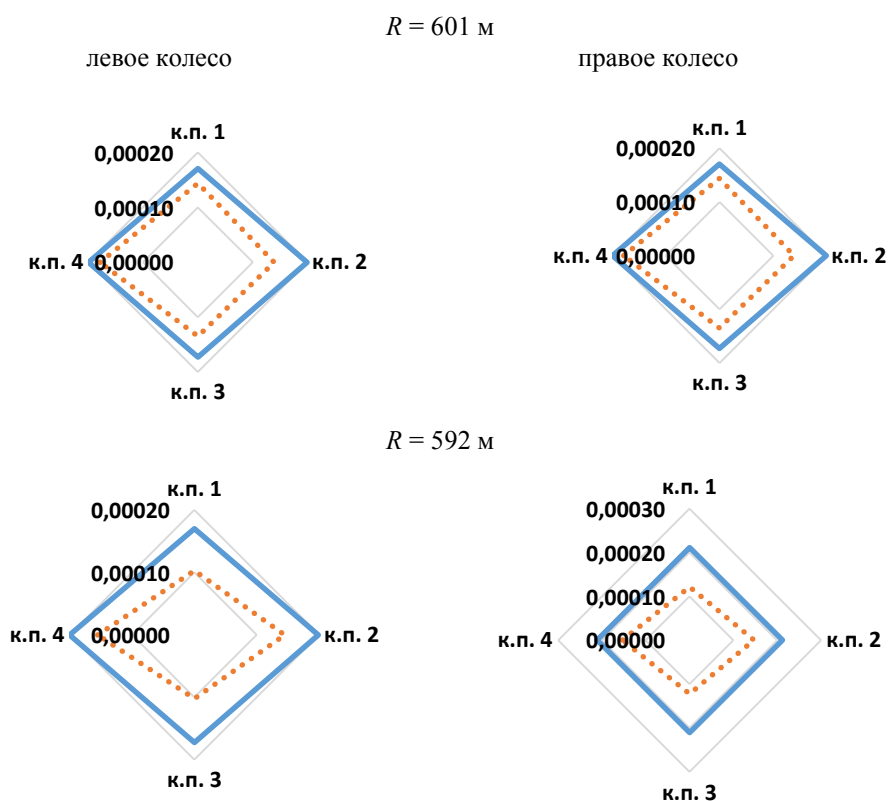 R = 601 м
левое колесо
правое колесо
к.п. 1
0,00020
0,00010
к.п. 4
0,00000
к.п. 2
к.п. 3
к.п. 1
0,00020
0,00010
к.п. 4
0,00000
к.п. 2
к.п. 3
R = 592 м
к.п. 1
0,00020
0,00010
к.п. 4
0,00000
к.п. 2
к.п. 3
к.п. 1
0,00030
0,00020
0,00010
к.п. 4
0,00000
к.п. 2
к.п. 3